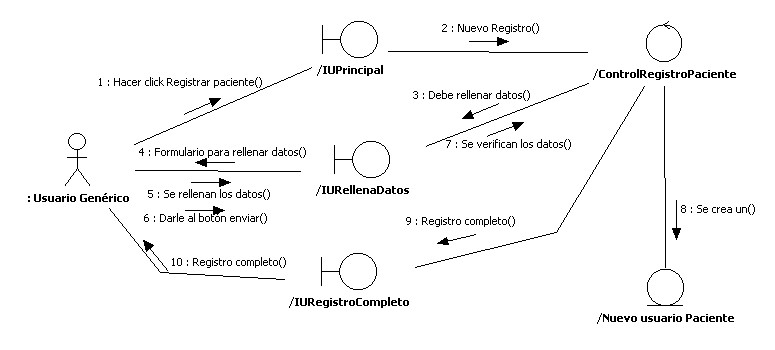 2 : Nuevo Registro()
/IUPrincipal
/ControlRegistroPaciente
1 : Hacer click Registrar paciente()
3 : Debe rellenar datos()
4 : Formulario para rellenar datos()
7 : Se verifican los datos()
: Usuario Genérico
5 : Se rellenan los datos()
/IURellenaDatos
6 : Darle al boton enviar()
9 : Registro completo()
8 : Se crea un()
10 : Registro completo()
/IURegistroCompleto
/Nuevo usuario Paciente